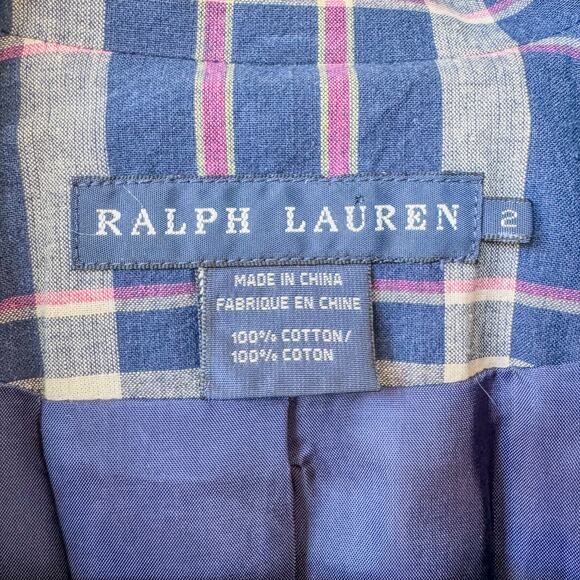 RALPH LAUREN
2
MADE IN CHINA
FABRIQUE EN CHINE
100% COTTON/
100% COTON